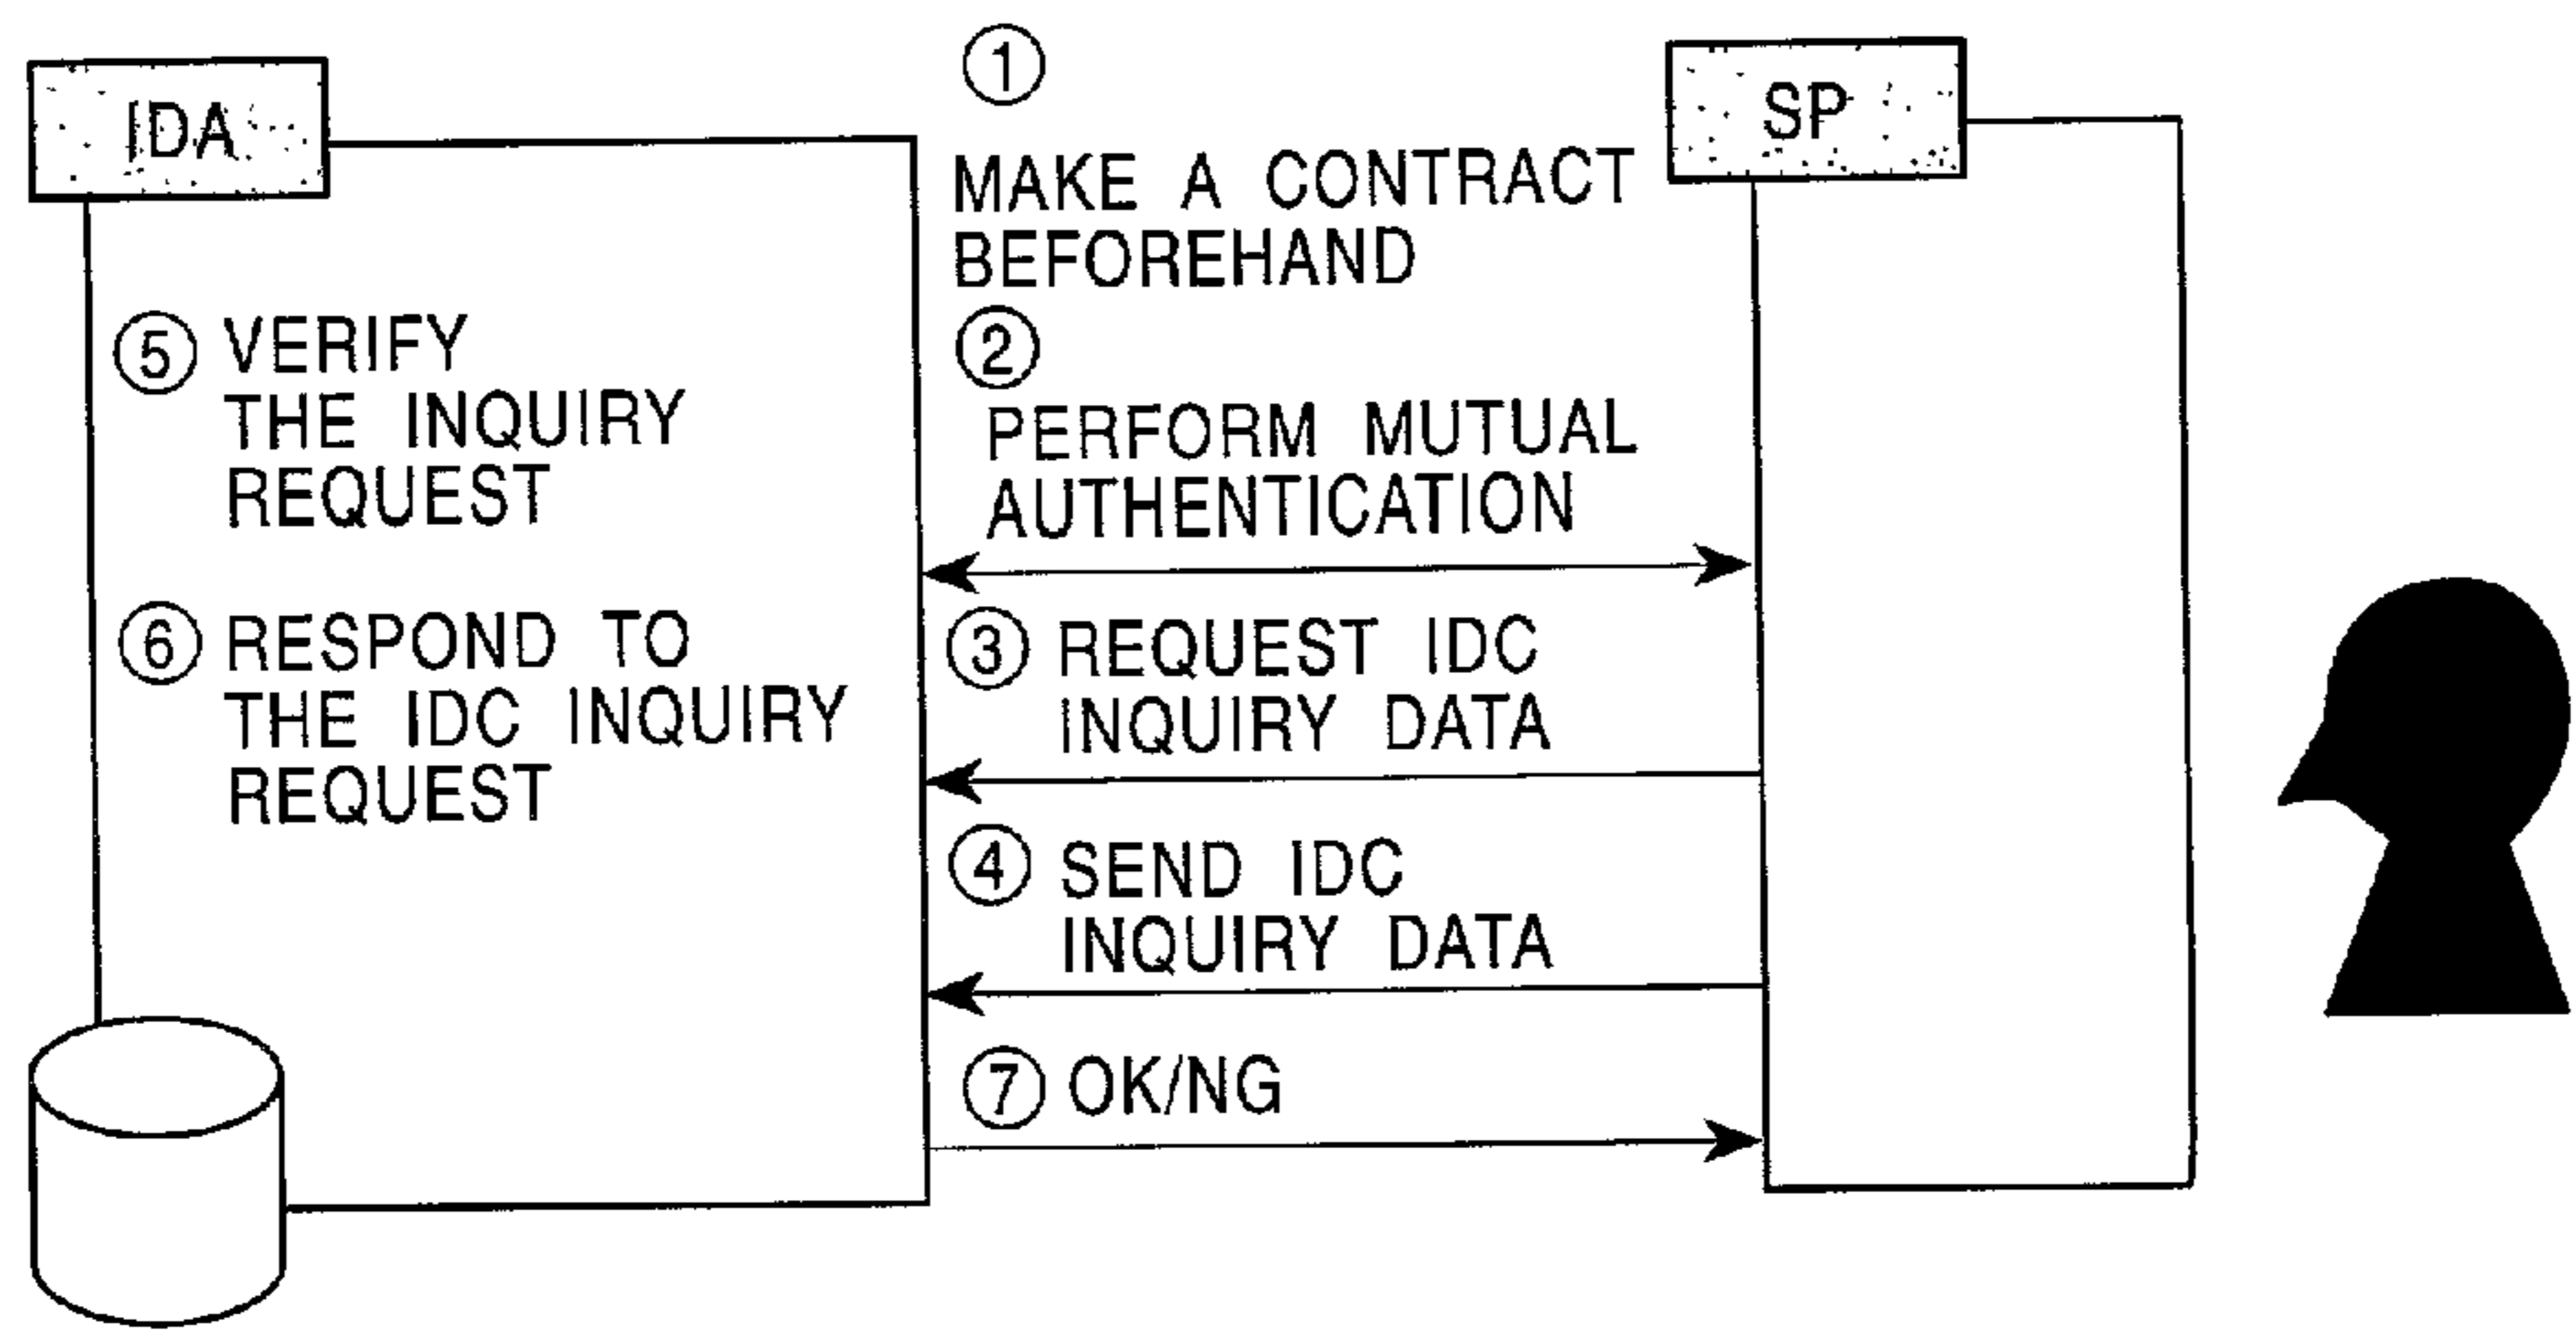 IDA
SP
①
MAKE A CONTRACT
BEFOREHAND
②
PERFORM MUTUAL
AUTHENTICATION
③ REQUEST IDC
INQUIRY DATA
④ SEND IDC
INQUIRY DATA
⑤ VERIFY
THE INQUIRY
REQUEST
⑥ RESPOND TO
THE IDC INQUIRY
REQUEST
⑦ OK/NG